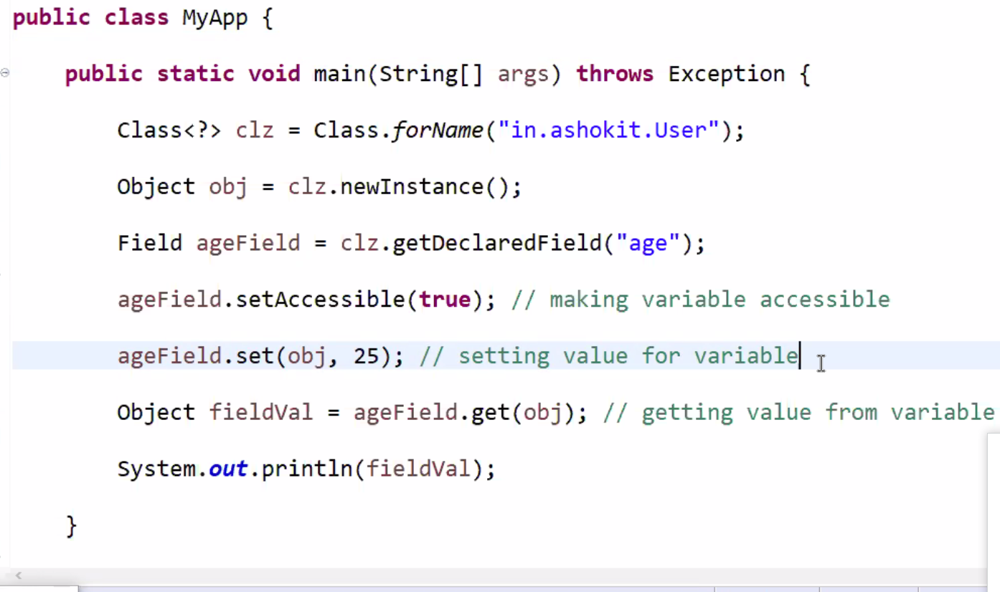 public class MyApp {
public static void main(String[] args) throws Exception {
Class<?> clz = Class.forName("in.ashokit.User");
Object obj = clz.newInstance();
Field ageField = clz.getDeclaredField("age");
ageField.setAccessible(true); // making variable accessible
ageField.set(obj, 25); // setting value for variable
Object fieldVal = ageField.get(obj); // getting value from variable
System.out.println(fieldVal);
}